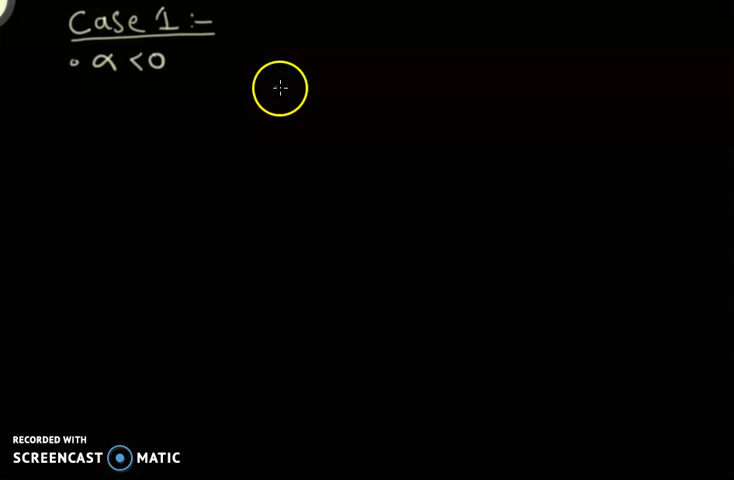 Case 1 :-
• α < 0
RECORDED WITH
SCREENCAST MATIC